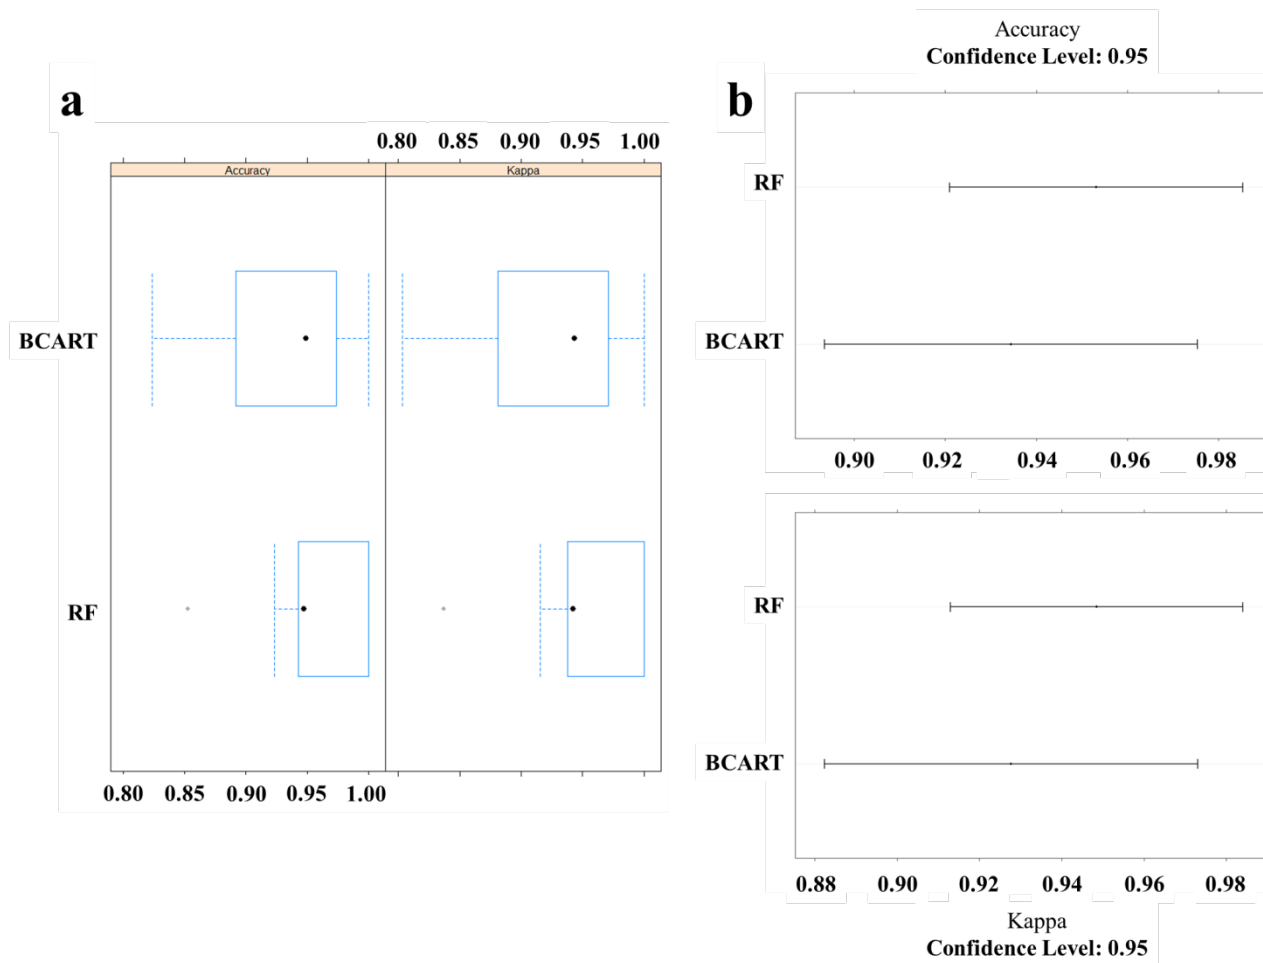 a
0.80 0.85 0.90 0.95 1.00
Accuracy Kappa
BCART
RF
0.80 0.85 0.90 0.95 1.00
b
Accuracy
Confidence Level: 0.95
RF
BCART
0.90 0.92 0.94 0.96 0.98
RF
BCART
0.88 0.90 0.92 0.94 0.96 0.98
Kappa
Confidence Level: 0.95